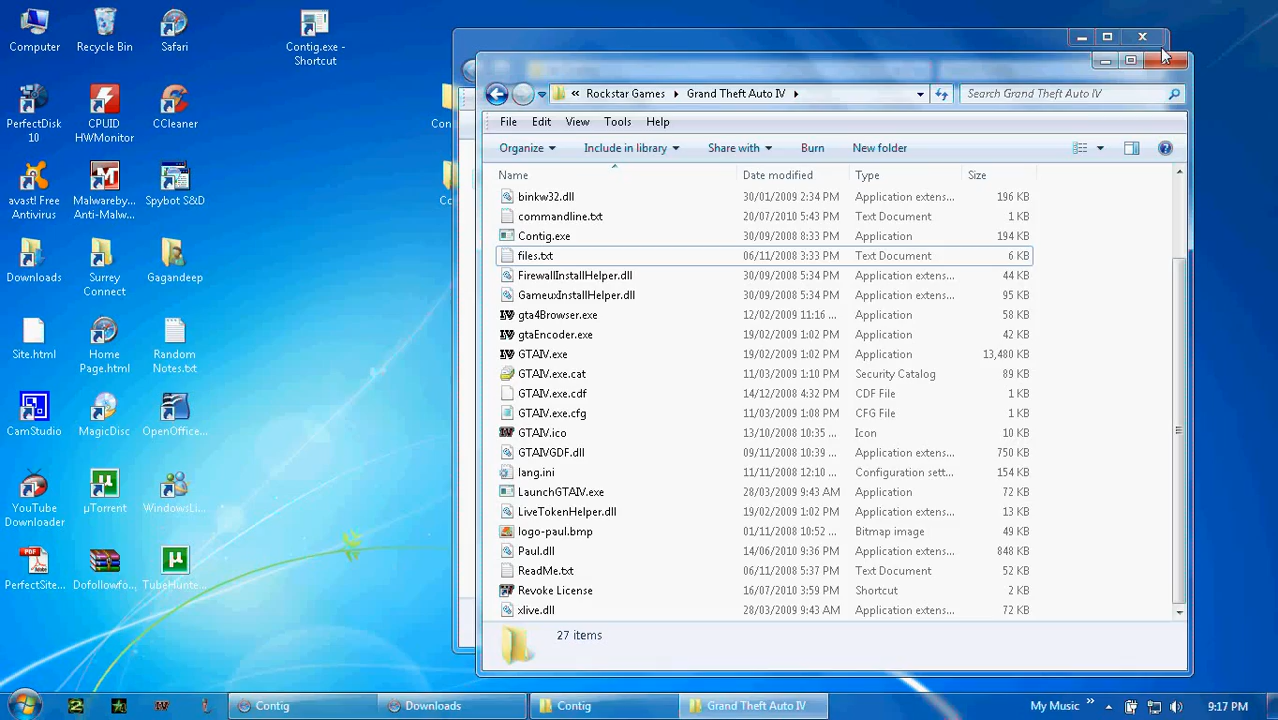 Computer
Recycle Bin
Safari
Contig.exe -
Shortcut
PerfectDisk
10
CPUID
HWMonitor
CCleaner
avast! Free
Antivirus
Malwareby...
Anti-Malw...
Spybot S&D
Downloads
Surrey
Connect
Gagandeep
Site.html
Home
Page.html
Random
Notes.txt
CamStudio
MagicDisc
OpenOffice....
YouTube
Downloader
µTorrent
WindowsLi...
PerfectSite...
Dofollowfo...
TubeHunte...
« Rockstar Games Grand Theft Auto IV
Search Grand Theft Auto IV
File Edit View Tools Help
Organize Include in library Share with Burn New folder
Name Date modified Type Size
binkw32.dll 30/01/2009 2:34 PM Application extens... 196 KB
commandline.txt 20/07/2010 5:43 PM Text Document 1 KB
Contig.exe 30/09/2008 8:33 PM Application 194 KB
files.txt 06/11/2008 3:33 PM Text Document 6 KB
FirewallInstallHelper.dll 30/09/2008 5:34 PM Application extens... 44 KB
GameuxInstallHelper.dll 30/09/2008 5:34 PM Application extens... 95 KB
gta4Browser.exe 12/02/2009 11:16 ... Application 58 KB
gtaEncoder.exe 19/02/2009 1:02 PM Application 42 KB
GTAIV.exe 19/02/2009 1:02 PM Application 13,480 KB
GTAIV.exe.cat 11/03/2009 1:10 PM Security Catalog 89 KB
GTAIV.exe.cdf 14/12/2008 4:32 PM CDF File 1 KB
GTAIV.exe.cfg 11/03/2009 1:08 PM CFG File 1 KB
GTAIV.ico 13/10/2008 10:35 ... Icon 10 KB
GTAIVGDF.dll 09/11/2008 10:39 ... Application extens... 750 KB
lang.ini 11/11/2008 11:10 ... Configuration sett... 154 KB
LaunchGTAIV.exe 28/03/2009 9:43 AM Application 72 KB
LiveTokenHelper.dll 19/02/2009 1:02 PM Application extens... 13 KB
logo-paul.bmp 01/11/2008 10:52 ... Bitmap image 49 KB
Paul.dll 14/06/2010 9:36 PM Application extens... 848 KB
ReadMe.txt 06/11/2008 5:37 PM Text Document 52 KB
Revoke License 16/07/2010 3:59 PM Shortcut 2 KB
xlive.dll 28/03/2009 9:43 AM Application extens... 72 KB
27 items
Contig
Downloads
Contig
Grand Theft Auto IV
My Music
9:17 PM